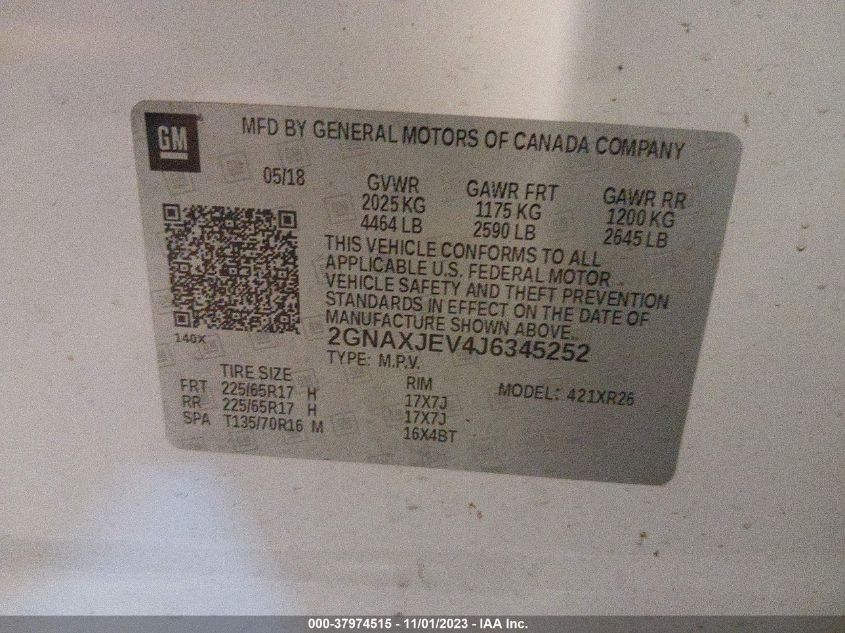 GM
MFD BY GENERAL MOTORS OF CANADA COMPANY
05/18 GVWR GAWR FRT GAWR RR
2025 KG 1175 KG 1200 KG
4464 LB 2590 LB 2645 LB
THIS VEHICLE CONFORMS TO ALL
APPLICABLE U.S. FEDERAL MOTOR
VEHICLE SAFETY AND THEFT PREVENTION
STANDARDS IN EFFECT ON THE DATE OF
MANUFACTURE SHOWN ABOVE.
140X
2GNAXJEV4J6345252
TYPE: M.P.V.
TIRE SIZE RIM MODEL: 421XR26
FRT 225/65R17 H 17X7J
RR 225/65R17 H 17X7J
SPA T135/70R16 M 16X4BT
000-37974515 - 11/01/2023 - IAA Inc.